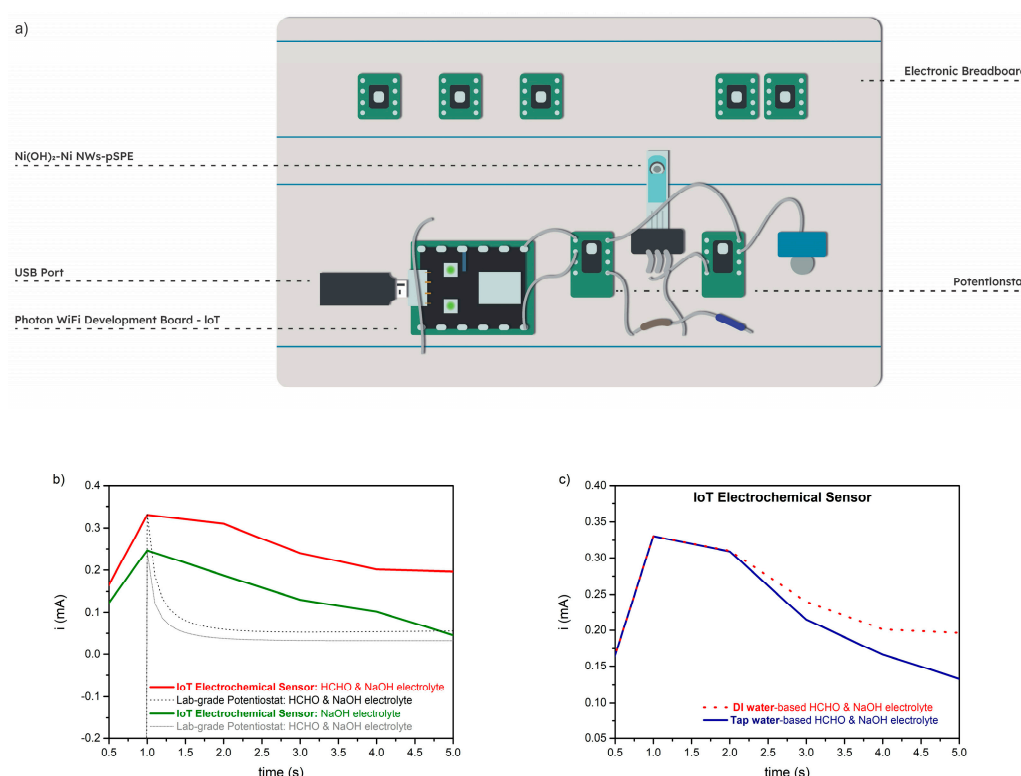 a)
Electronic Breadboar
Ni(OH)₂-Ni NWs-pSPE
USB Port
Potentionsta
Photon WiFi Development Board - IoT
b)
0.4
0.3
0.2
0.1
0.0
-0.1
-0.2
i (mA)
IoT Electrochemical Sensor: HCHO & NaOH electrolyte
Lab-grade Potentiostat: HCHO & NaOH electrolyte
IoT Electrochemical Sensor: NaOH electrolyte
Lab-grade Potentiostat: HCHO & NaOH electrolyte
0.5 1.0 1.5 2.0 2.5 3.0 3.5 4.0 4.5 5.0
time (s)
c)
IoT Electrochemical Sensor
0.40
0.35
0.30
0.25
0.20
0.15
0.10
0.05
i (mA)
DI water-based HCHO & NaOH electrolyte
Tap water-based HCHO & NaOH electrolyte
0.5 1.0 1.5 2.0 2.5 3.0 3.5 4.0 4.5 5.0
time (s)